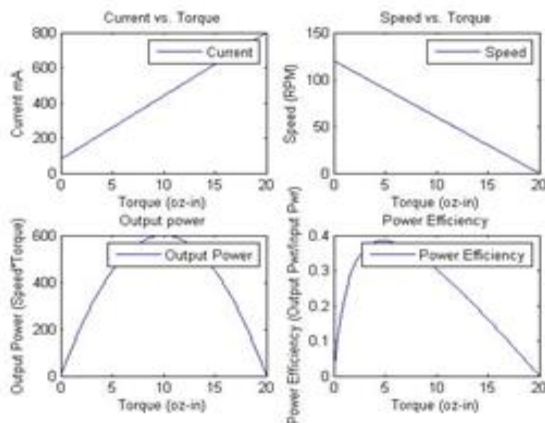 Current vs. Torque
800
600
400
200
0
Current mA
Current
0 5 10 15 20
Torque (oz-in)
Speed vs. Torque
150
100
50
0
Speed (RPM)
Speed
0 5 10 15 20
Torque (oz-in)
Output power
600
400
200
0
Output Power (Speed*Torque)
Output Power
0 5 10 15 20
Torque (oz-in)
Power Efficiency
0.4
0.3
0.2
0.1
0
Power Efficiency (Output Pwr/Input Pwr)
Power Efficiency
0 5 10 15 20
Torque (oz-in)